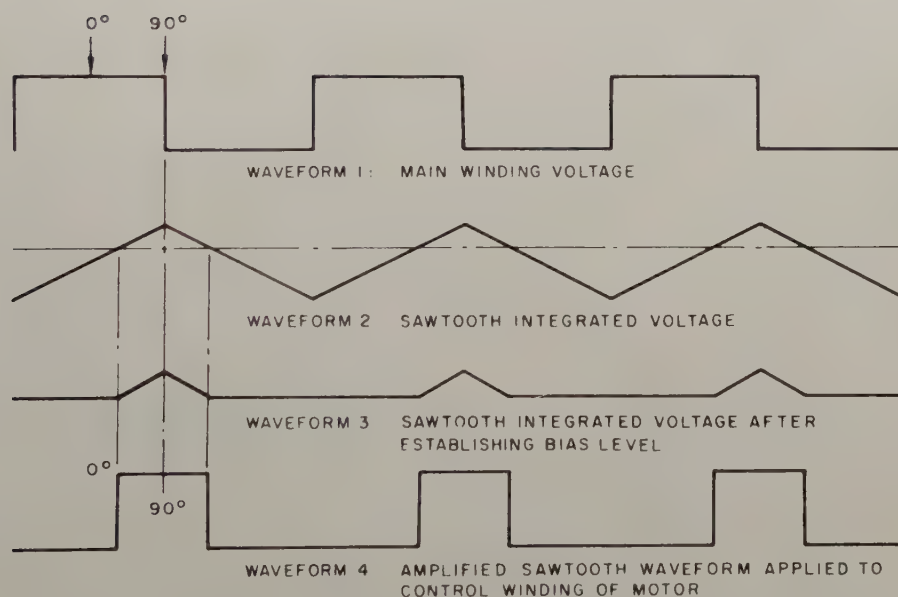 0° 90°
WAVEFORM 1: MAIN WINDING VOLTAGE
WAVEFORM 2 SAWTOOTH INTEGRATED VOLTAGE
WAVEFORM 3 SAWTOOTH INTEGRATED VOLTAGE AFTER
ESTABLISHING BIAS LEVEL
0°
90°
WAVEFORM 4 AMPLIFIED SAWTOOTH WAVEFORM APPLIED TO
CONTROL WINDING OF MOTOR